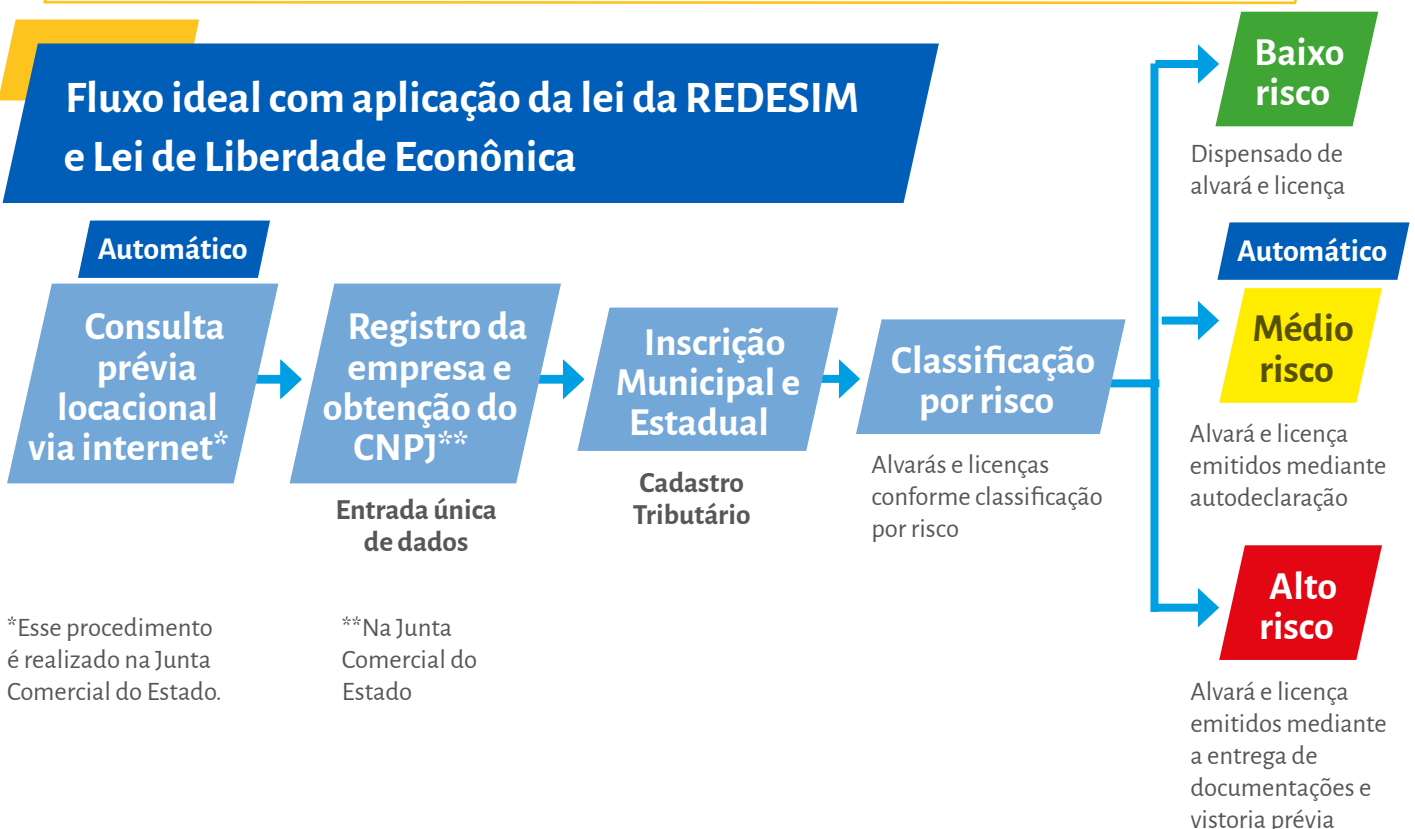 Fluxo ideal com aplicação da lei da REDESIM
e Lei de Liberdade Econômica
Automático
Consulta
prévia
locacional
via internet*
Registro da
empresa e
obtenção do
CNPJ**
Entrada única
de dados
Inscrição
Municipal e
Estadual
Cadastro
Tributário
Classificação
por risco
Alvarás e licenças
conforme classificação
por risco
Baixo
risco
Dispensado de
alvará e licença
Automático
Médio
risco
Alvará e licença
emitidos mediante
autodeclaração
Alto
risco
Alvará e licença
emitidos mediante
a entrega de
documentações e
vistoria prévia
*Esse procedimento
é realizado na Junta
Comercial do Estado.
**Na Junta
Comercial do
Estado